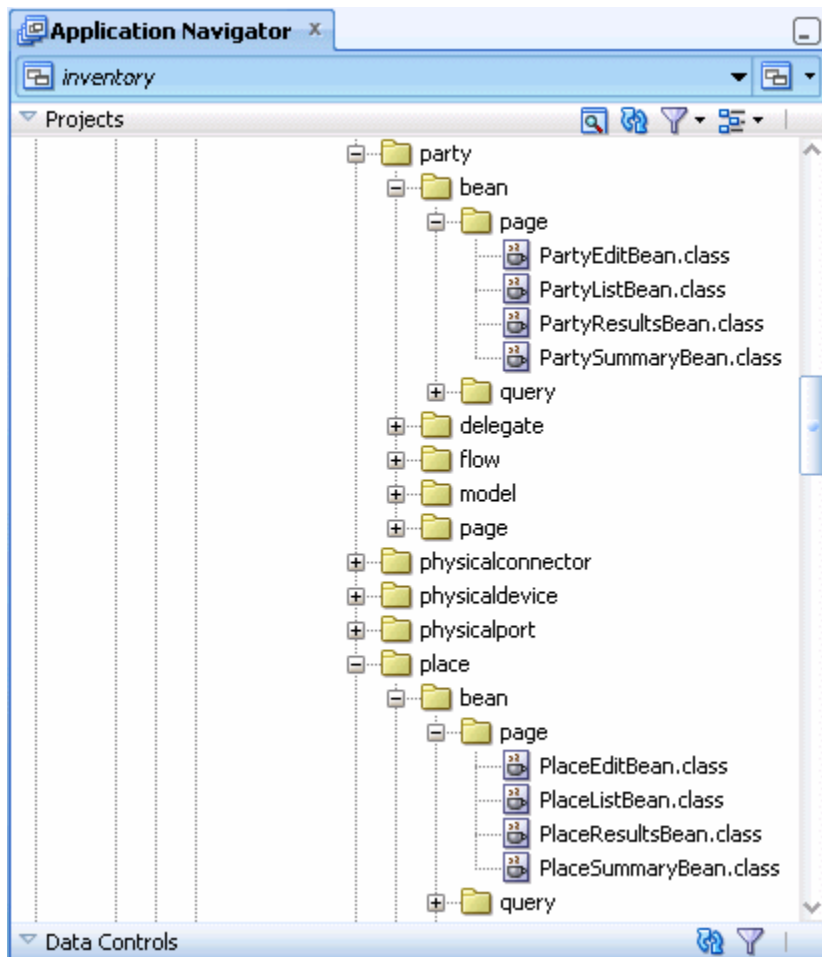 Application Navigator
inventory
Projects
party
bean
page
PartyEditBean.class
PartyListBean.class
PartyResultsBean.class
PartySummaryBean.class
query
delegate
flow
model
page
physicalconnector
physicaldevice
physicalport
place
bean
page
PlaceEditBean.class
PlaceListBean.class
PlaceResultsBean.class
PlaceSummaryBean.class
query
Data Controls